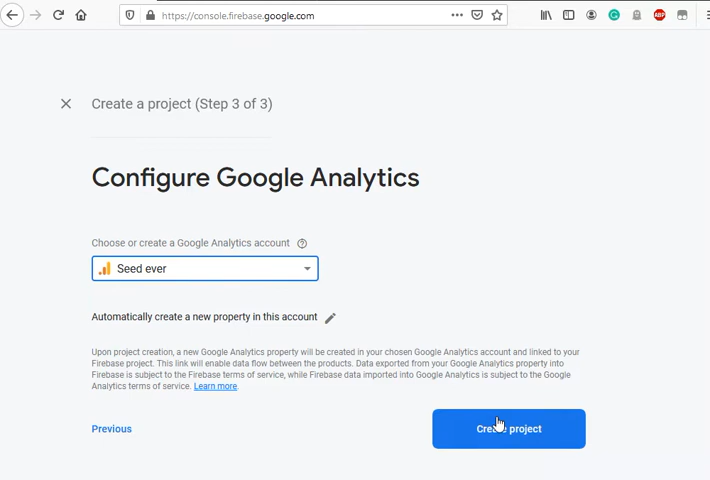 https://console.firebase.google.com
ABP
Create a project (Step 3 of 3)
Configure Google Analytics
Choose or create a Google Analytics account
Seed ever
Automatically create a new property in this account
Upon project creation, a new Google Analytics property will be created in your chosen Google Analytics account and linked to your
Firebase project. This link will enable data flow between the products. Data exported from your Google Analytics property into
Firebase is subject to the Firebase terms of service, while Firebase data imported into Google Analytics is subject to the Google
Analytics terms of service. Learn more.
Previous
Create project